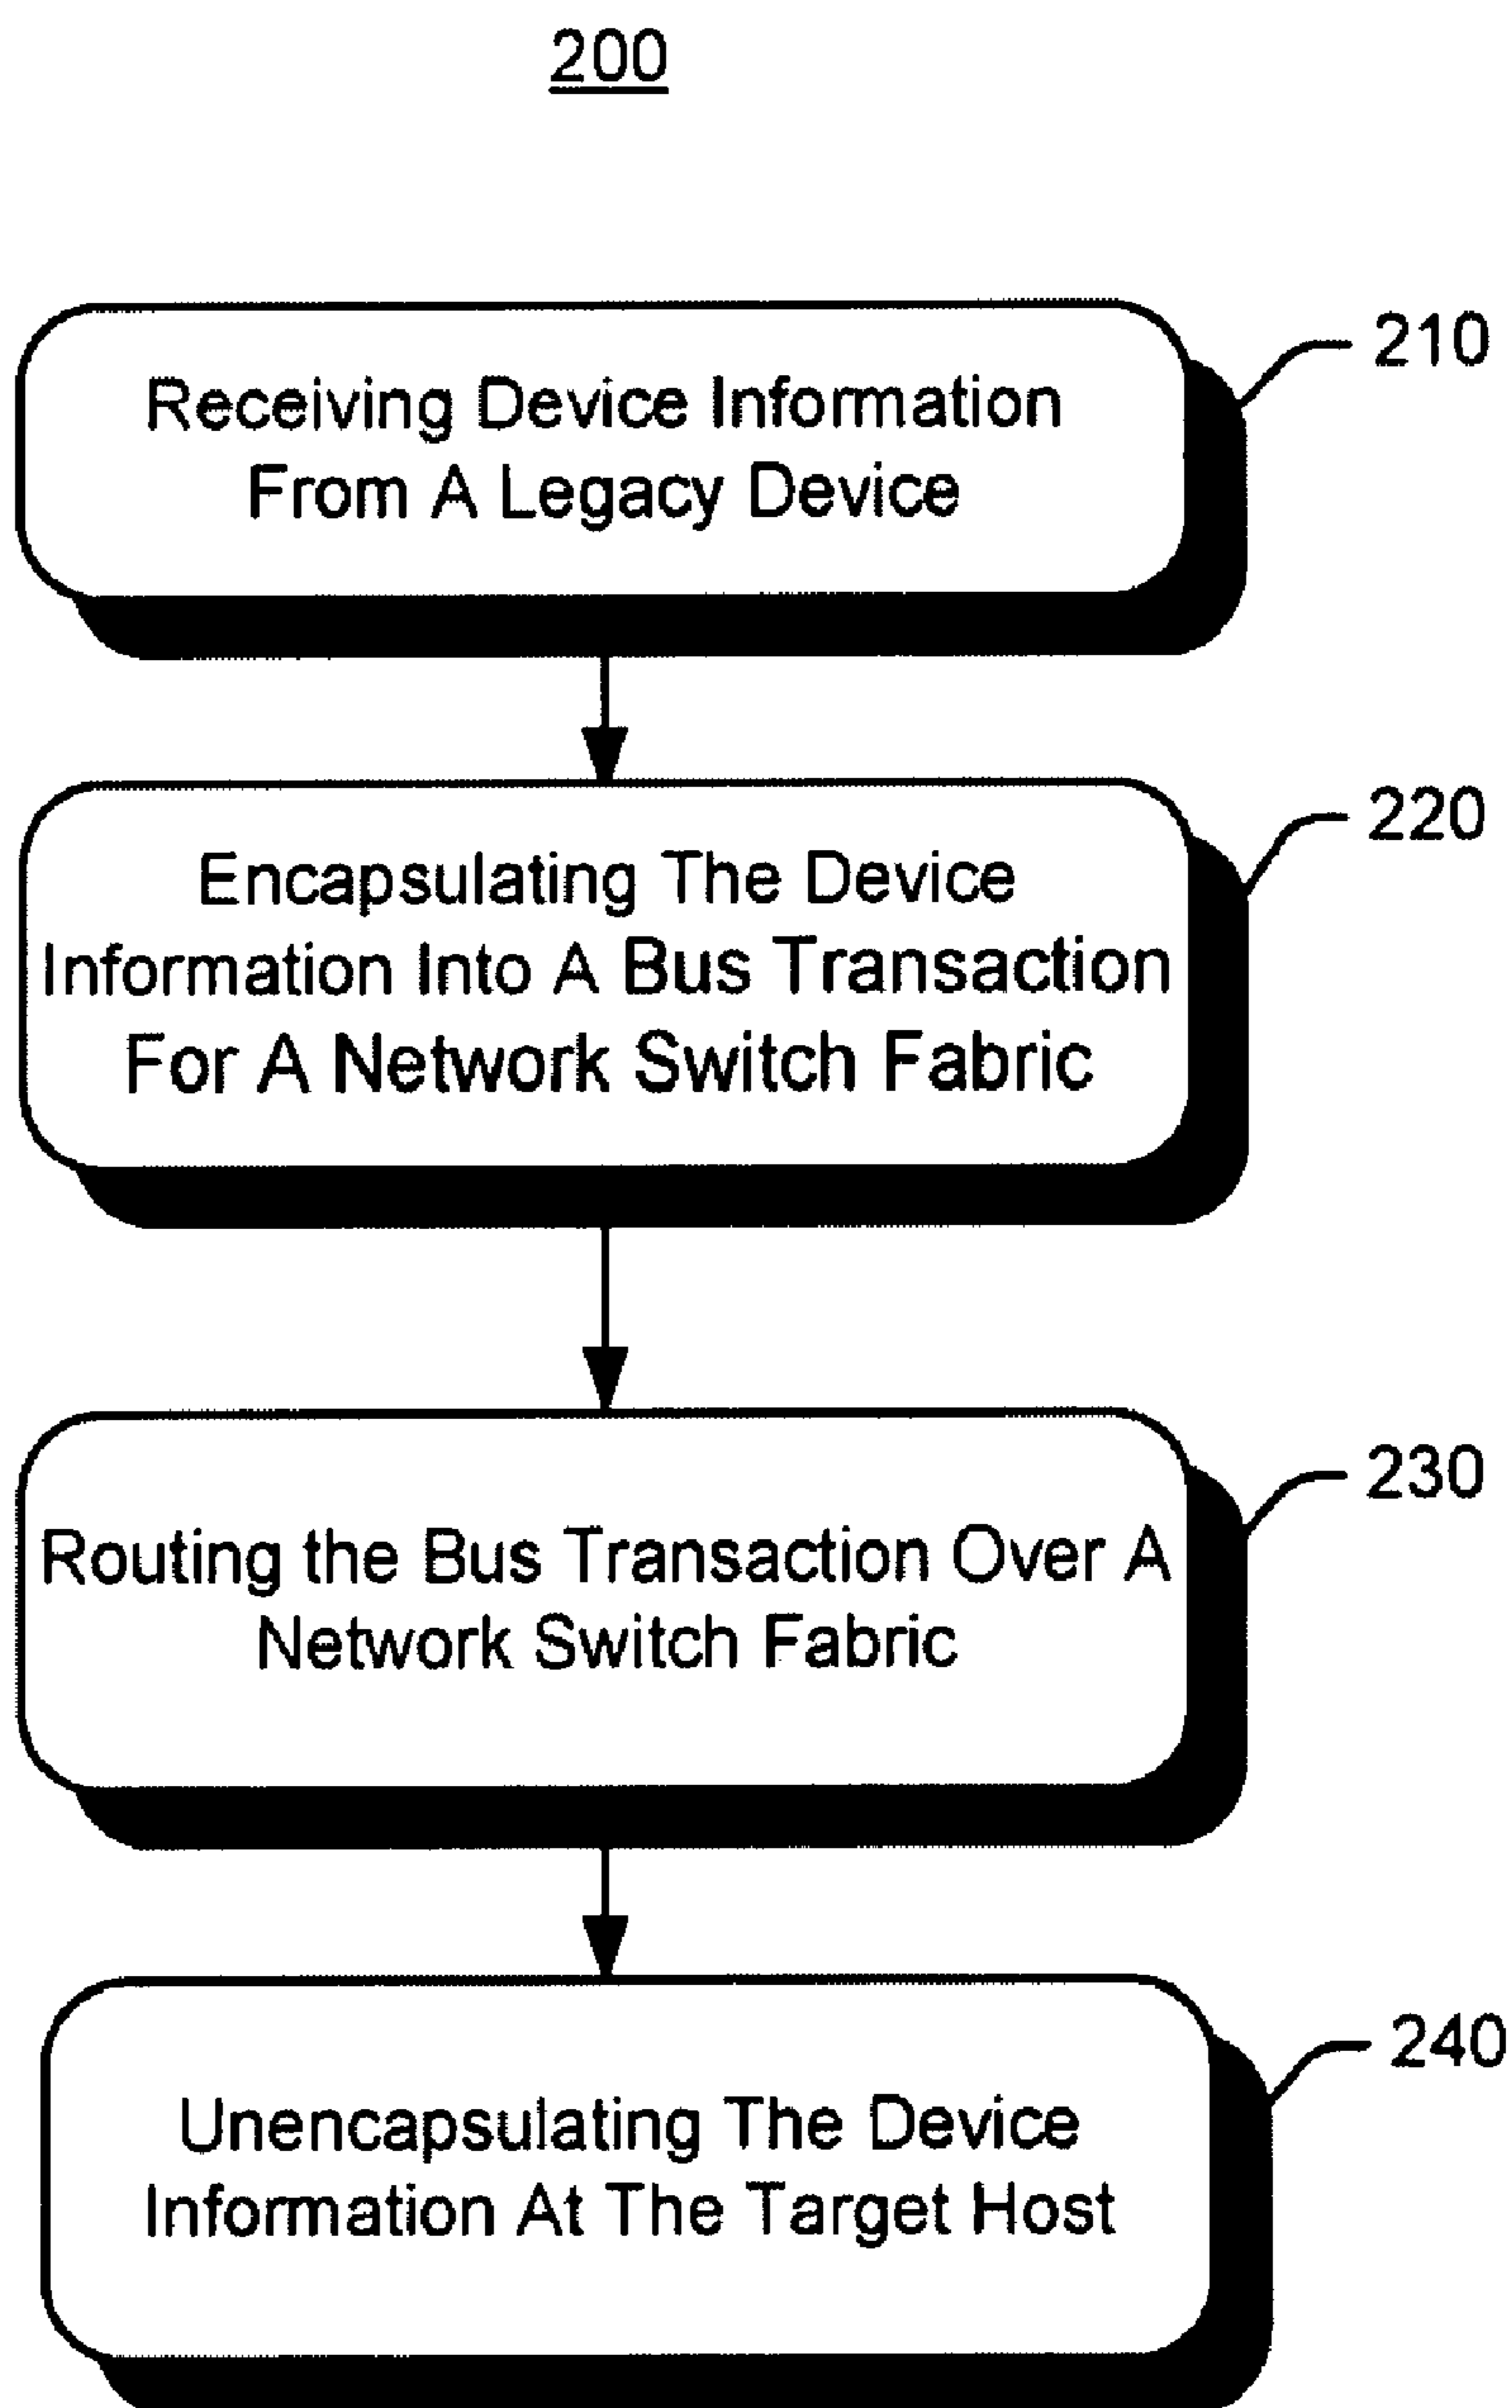 200
210
Receiving Device Information
From A Legacy Device
220
Encapsulating The Device
Information Into A Bus Transaction
For A Network Switch Fabric
230
Routing the Bus Transaction Over A
Network Switch Fabric
240
Unencapsulating The Device
Information At The Target Host